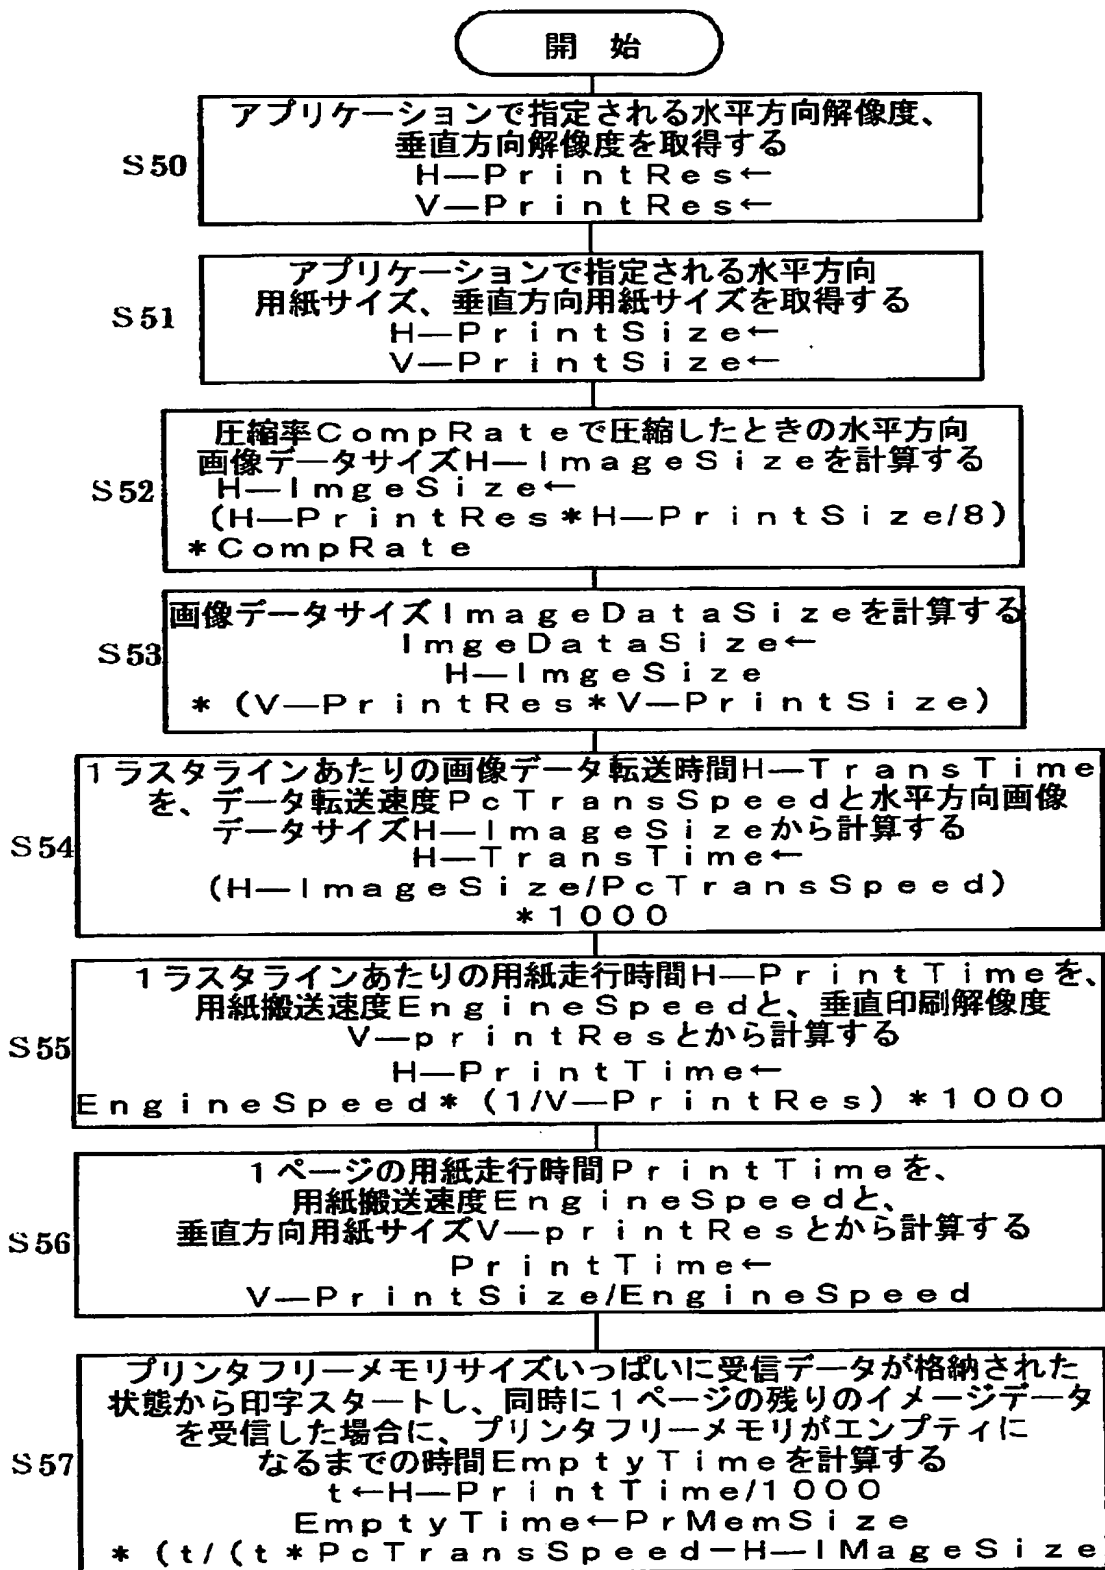 開 始
S50
アプリケーションで指定される水平方向解像度、
垂直方向解像度を取得する
H—PrintRes←
V—PrintRes←
S51
アプリケーションで指定される水平方向
用紙サイズ、垂直方向用紙サイズを取得する
H—PrintSize←
V—PrintSize←
S52
圧縮率CompRateで圧縮したときの水平方向
画像データサイズH—ImageSizeを計算する
H—ImgeSize←
(H—PrintRes*H—PrintSize/8)
*CompRate
S53
画像データサイズImageDataSizeを計算する
ImgeDataSize←
H—ImgeSize
*(V—PrintRes*V—PrintSize)
S54
1ラスタラインあたりの画像データ転送時間H—TransTime
を、データ転送速度PcTransSpeedと水平方向画像
データサイズH—ImageSizeから計算する
H—TransTime←
(H—ImageSize/PcTransSpeed)
*1000
S55
1ラスタラインあたりの用紙走行時間H—PrintTimeを、
用紙搬送速度EngineSpeedと、垂直印刷解像度
V—printResとから計算する
H—PrintTime←
EngineSpeed*(1/V—PrintRes)*1000
S56
1ページの用紙走行時間PrintTimeを、
用紙搬送速度EngineSpeedと、
垂直方向用紙サイズV—printResとから計算する
PrintTime←
V—PrintSize/EngineSpeed
S57
プリンタフリーメモリサイズいっぱいに受信データが格納された
状態から印字スタートし、同時に1ページの残りのイメージデータ
を受信した場合に、プリンタフリーメモリがエンプティに
なるまでの時間EmptyTimeを計算する
t←H—PrintTime/1000
EmptyTime←PrMemSize
*(t/(t*PcTransSpeed−H—IMageSize